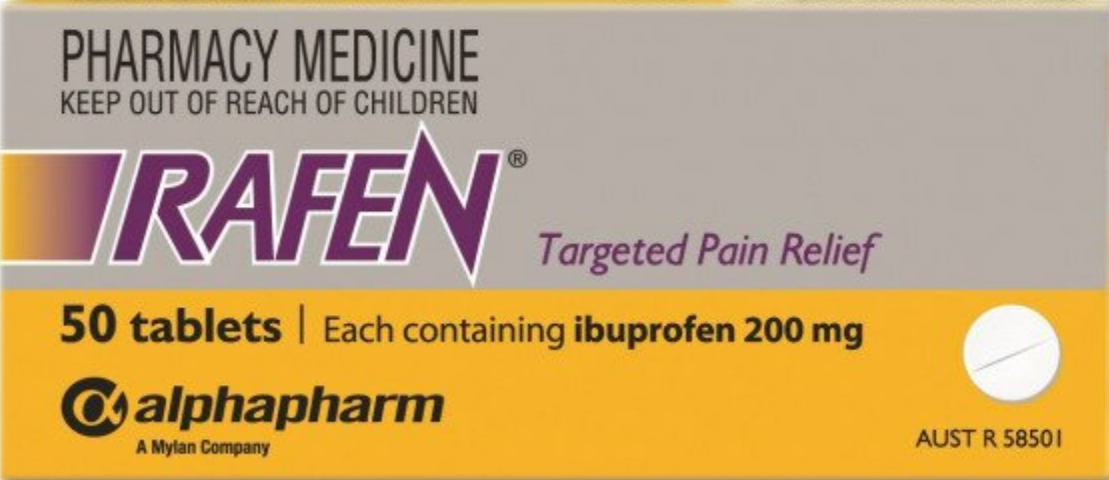 PHARMACY MEDICINE
KEEP OUT OF REACH OF CHILDREN
RAFEN®
Targeted Pain Relief
50 tablets | Each containing ibuprofen 200 mg
alphapharm
A Mylan Company
AUST R 58501